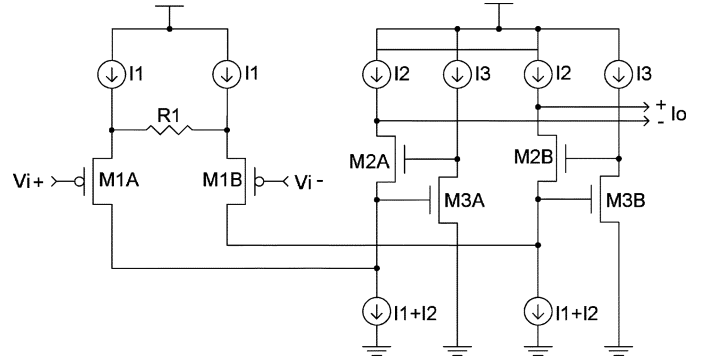 I1
I1
I2
I3
I2
I3
+
Io
-
R1
M1A
M1B
M2A
M2B
Vi+
Vi-
M3A
M3B
I1+I2
I1+I2